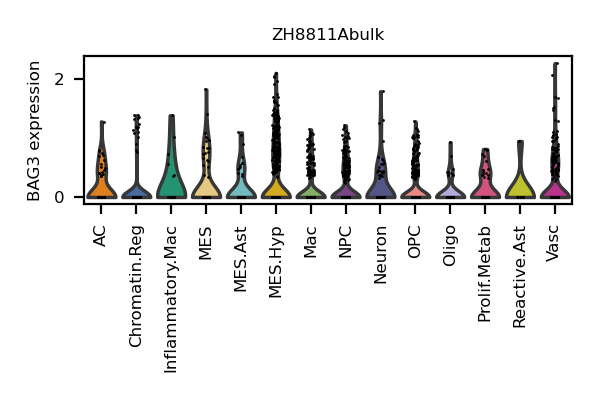 ZH8811Abulk
BAG3 expression
2
0
AC
Chromatin.Reg
Inflammatory.Mac
MES
MES.Ast
MES.Hyp
Mac
NPC
Neuron
OPC
Oligo
Prolif.Metab
Reactive.Ast
Vasc